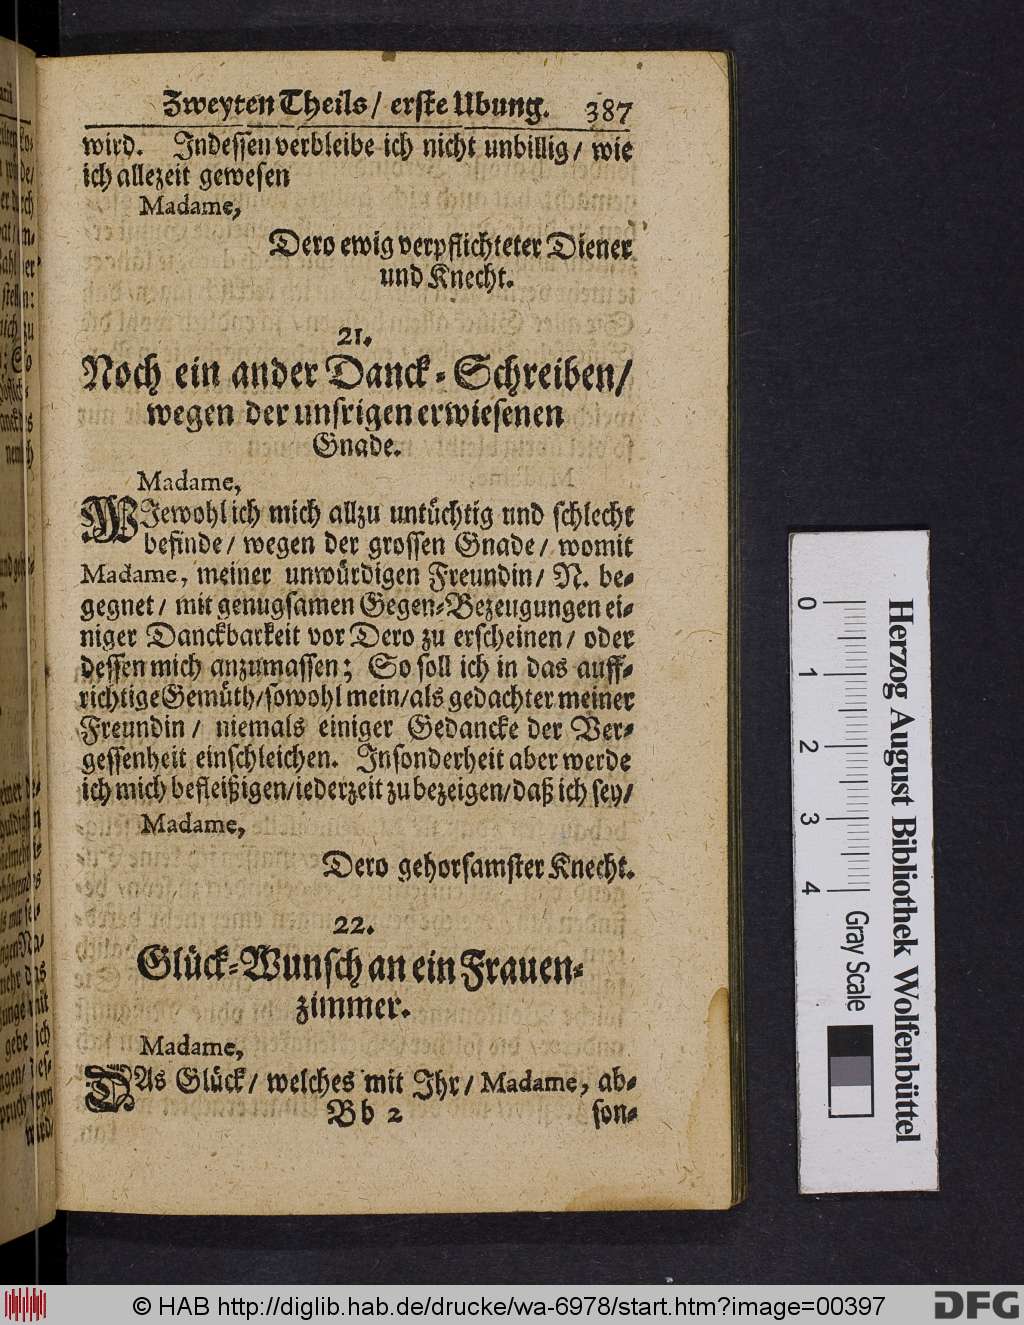 Zweyten Theils / erste Ubung. 387
wird. Indessen verbleibe ich nicht unbillig / wie
ich allezeit gewesen
Madame,
Dero ewig verpflichteter Diener
und Knecht.
21.
Noch ein ander Danck-Schreiben /
wegen der unsrigen erwiesenen
Gnade.
Madame,
WIewohl ich mich allzu untüchtig und schlecht
befinde / wegen der grossen Gnade / womit
Madame, meiner unwürdigen Freundin / N. be-
gegnet / mit genugsamen Gegen-Bezeugungen ei-
niger Danckbarkeit vor Dero zu erscheinen / oder
dessen mich anzumassen; So soll ich in das auff-
richtige Gemüth / sowohl mein / als gedachter meiner
Freundin / niemals einiger Gedancke der Ver-
gessenheit einschleichen. Insonderheit aber werde
ich mich befleißigen / iederzeit zu bezeigen / daß ich sey /
Madame,
Dero gehorsamster Knecht.
22.
Glück-Wunsch an ein Frauen-
zimmer.
Madame,
DAs Glück / welches mit Ihr / Madame, ab-
Bb 2 son-
0 1 2 3 4 Gray Scale
Herzog August Bibliothek Wolfenbüttel
© HAB http://diglib.hab.de/drucke/wa-6978/start.htm?image=00397
DFG